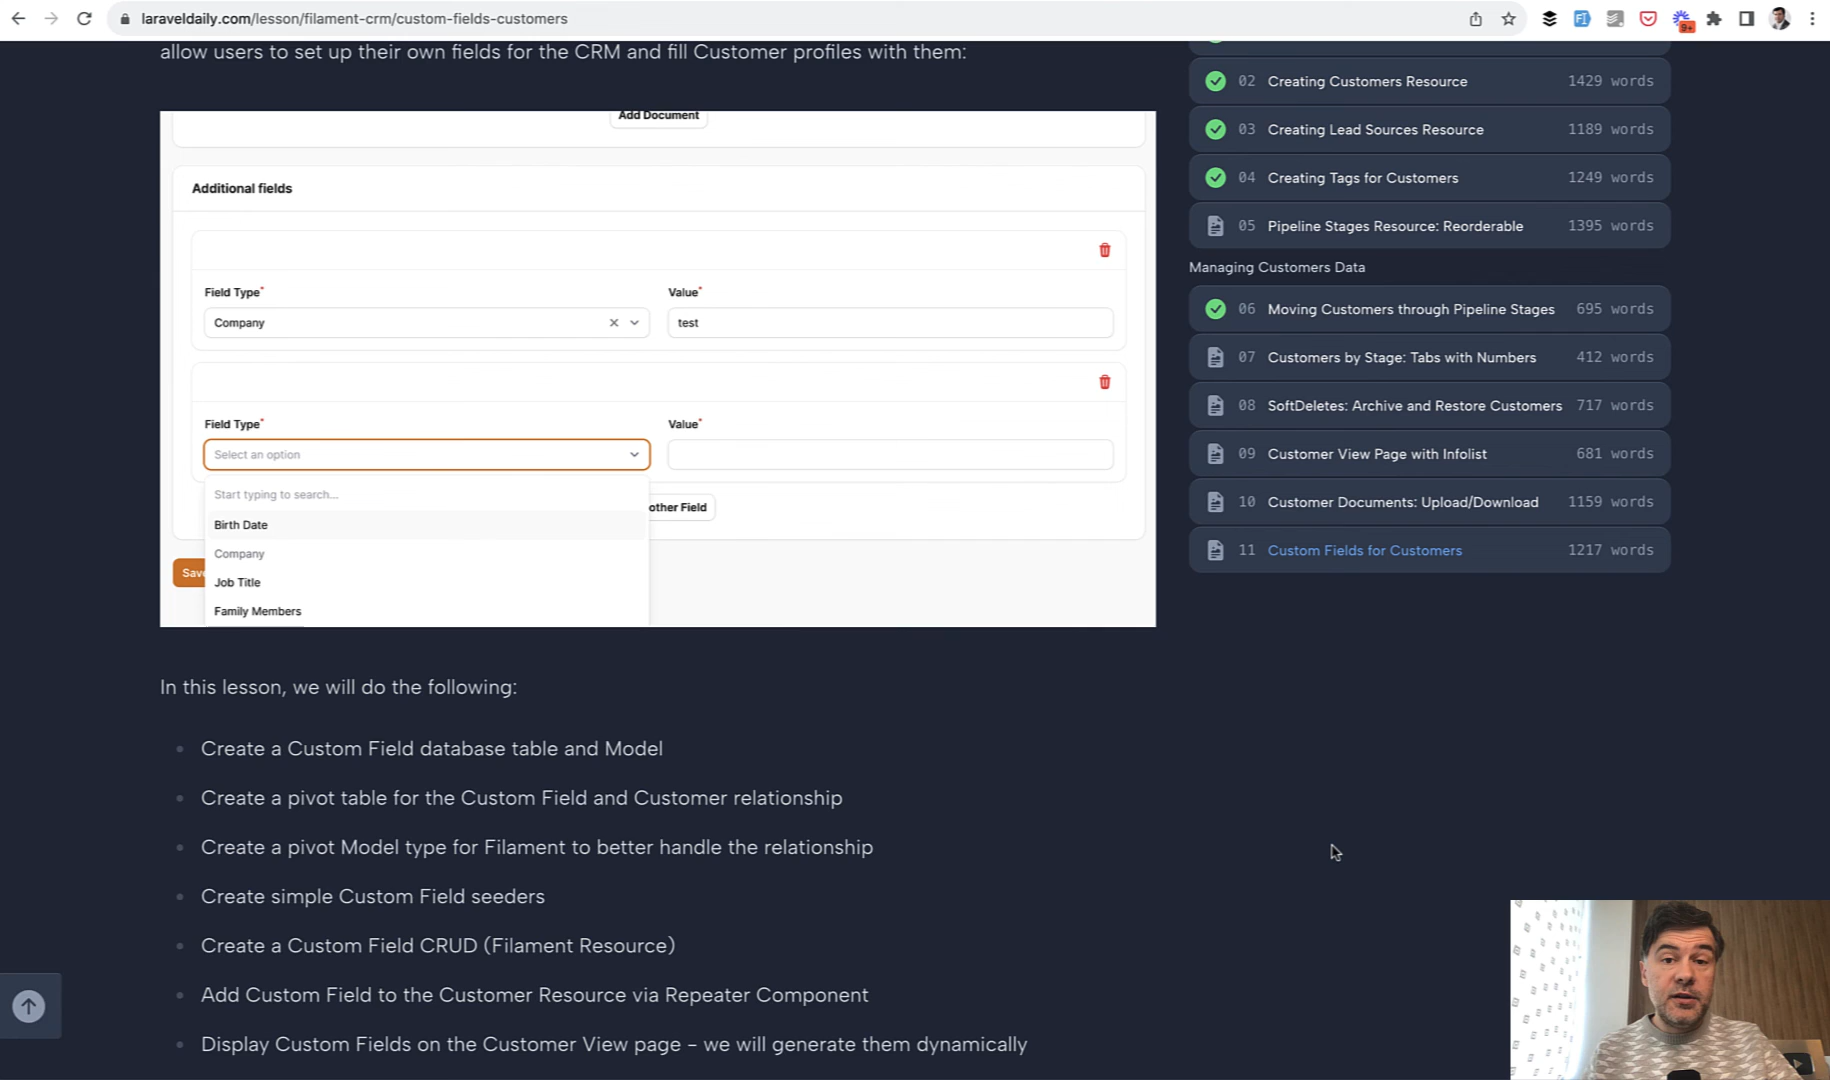 laraveldaily.com/lesson/filament-crm/custom-fields-customers
9+
allow users to set up their own fields for the CRM and fill Customer profiles with them:
Add Document
Additional fields
Field Type*
Value*
Company
test
Field Type*
Value*
Select an option
Start typing to search...
other Field
Birth Date
Company
Save
Job Title
Family Members
In this lesson, we will do the following:
Create a Custom Field database table and Model
Create a pivot table for the Custom Field and Customer relationship
Create a pivot Model type for Filament to better handle the relationship
Create simple Custom Field seeders
Create a Custom Field CRUD (Filament Resource)
Add Custom Field to the Customer Resource via Repeater Component
Display Custom Fields on the Customer View page - we will generate them dynamically
02 Creating Customers Resource 1429 words
03 Creating Lead Sources Resource 1189 words
04 Creating Tags for Customers 1249 words
05 Pipeline Stages Resource: Reorderable 1395 words
Managing Customers Data
06 Moving Customers through Pipeline Stages 695 words
07 Customers by Stage: Tabs with Numbers 412 words
08 SoftDeletes: Archive and Restore Customers 717 words
09 Customer View Page with Infolist 681 words
10 Customer Documents: Upload/Download 1159 words
11 Custom Fields for Customers 1217 words